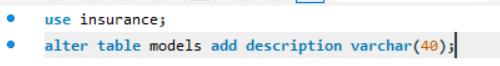 use insurance;
alter table models add description varchar(40);